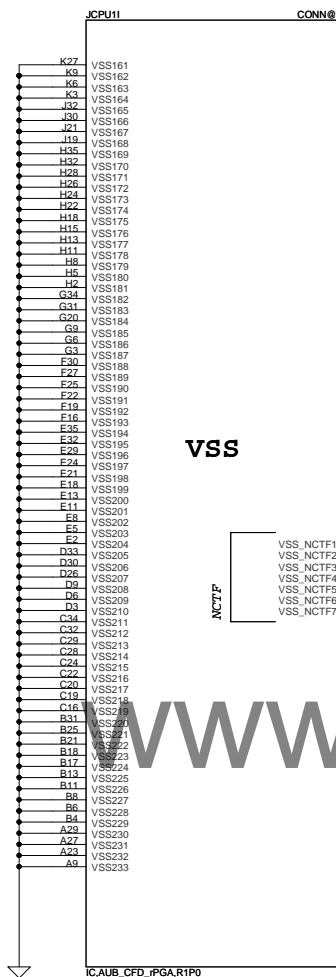 JCPU1I CONN@
K27 VSS161
K9 VSS162
K6 VSS163
K3 VSS164
J32 VSS165
J30 VSS166
J21 VSS167
J19 VSS168
H35 VSS169
H32 VSS170
H28 VSS171
H26 VSS172
H24 VSS173
H22 VSS174
H18 VSS175
H15 VSS176
H13 VSS177
H11 VSS178
H8 VSS179
H5 VSS180
H2 VSS181
G34 VSS182
G31 VSS183
G20 VSS184
G9 VSS185
G6 VSS186
G3 VSS187
F30 VSS188
F27 VSS189
F25 VSS190
F22 VSS191
F19 VSS192
F16 VSS193
E35 VSS194
E32 VSS195
E29 VSS196
E24 VSS197
E21 VSS198
E18 VSS199
E13 VSS200
E11 VSS201
E8 VSS202
E5 VSS203
E2 VSS204
D33 VSS205
D30 VSS206
D26 VSS207
D9 VSS208
D6 VSS209
D3 VSS210
C34 VSS211
C32 VSS212
C29 VSS213
C28 VSS214
C24 VSS215
C22 VSS216
C20 VSS217
C19 VSS218
C16 VSS219
B31 VSS220
B25 VSS221
B21 VSS222
B18 VSS223
B17 VSS224
B13 VSS225
B11 VSS226
B8 VSS227
B6 VSS228
B4 VSS229
A29 VSS230
A27 VSS231
A23 VSS232
A9 VSS233
VSS
NCTF
VSS_NCTF1
VSS_NCTF2
VSS_NCTF3
VSS_NCTF4
VSS_NCTF5
VSS_NCTF6
VSS_NCTF7
WWW
IC,AUB_CFD_rPGA,R1P0